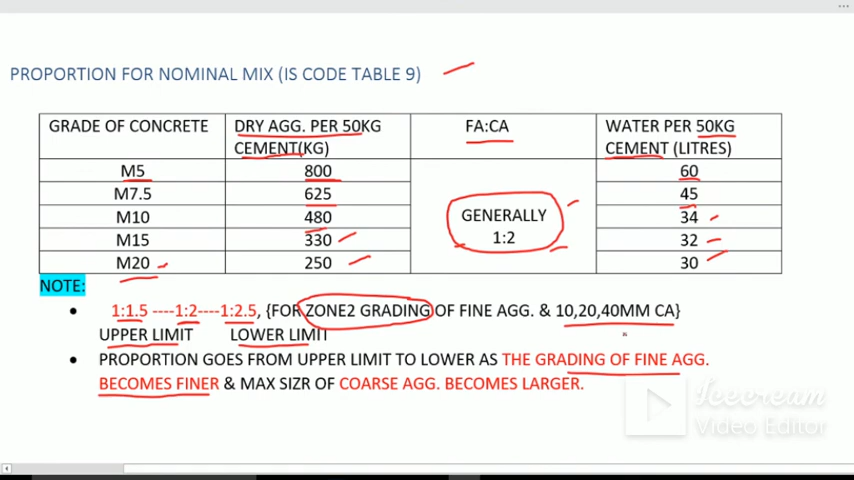 PROPORTION FOR NOMINAL MIX (IS CODE TABLE 9)
GRADE OF CONCRETE DRY AGG. PER 50KG CEMENT(KG) FA:CA WATER PER 50KG CEMENT (LITRES)
M5 800 60
M7.5 625 45
M10 480 GENERALLY 34
M15 330 1:2 32
M20 250 30
NOTE:
• 1:1.5 ----1:2----1:2.5, {FOR ZONE2 GRADING OF FINE AGG. & 10,20,40MM CA}
UPPER LIMIT LOWER LIMIT
• PROPORTION GOES FROM UPPER LIMIT TO LOWER AS THE GRADING OF FINE AGG.
BECOMES FINER & MAX SIZR OF COARSE AGG. BECOMES LARGER.
Icecream
Video Editor